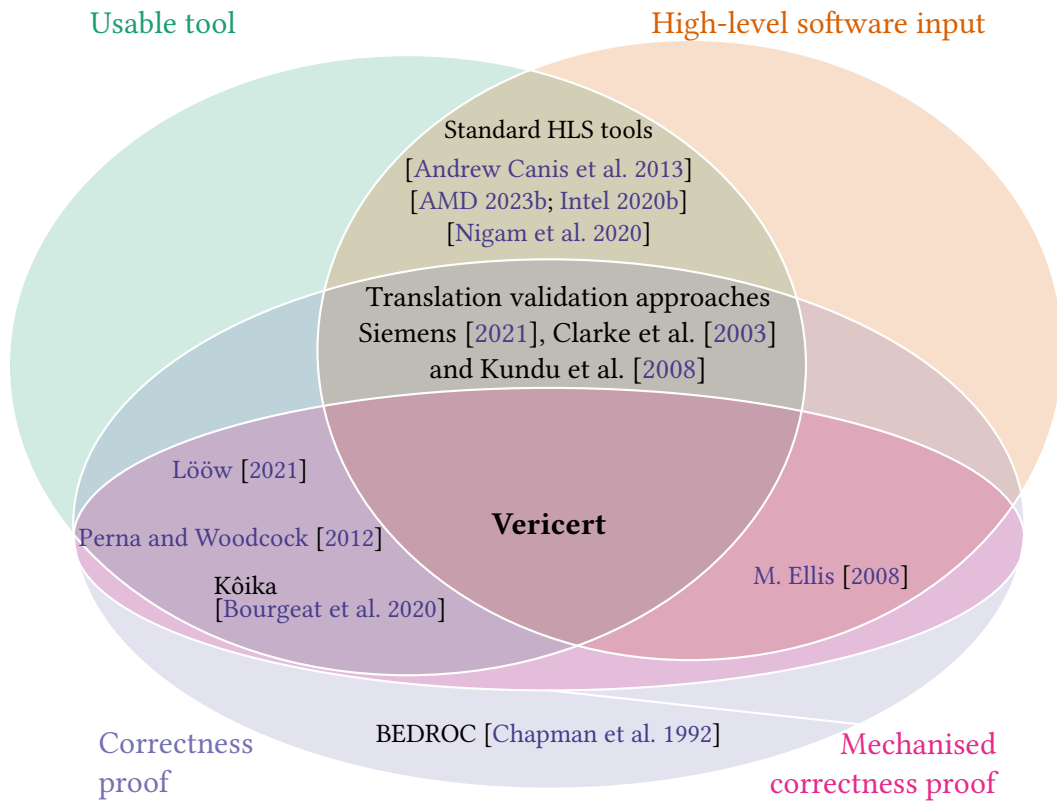 Usable tool
High-level software input
Standard HLS tools
[Andrew Canis et al. 2013]
[AMD 2023b; Intel 2020b]
[Nigam et al. 2020]
Translation validation approaches
Siemens [2021], Clarke et al. [2003]
and Kundu et al. [2008]
Lööw [2021]
Vericert
Perna and Woodcock [2012]
M. Ellis [2008]
Kôika
[Bourgeat et al. 2020]
BEDROC [Chapman et al. 1992]
Correctness
proof
Mechanised
correctness proof